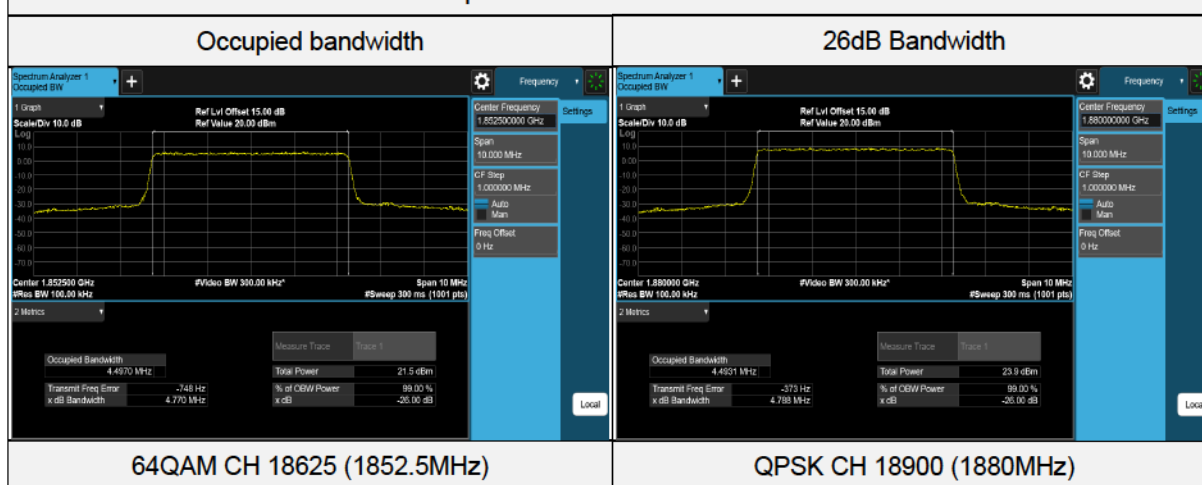 Occupied bandwidth
26dB Bandwidth
Spectrum Analyzer 1
Occupied BW
+
Frequency
1 Graph
Scale/Div 10.0 dB
Ref Lvl Offset 15.00 dB
Ref Value 20.00 dBm
Log
10.0
0.00
-10.0
-20.0
-30.0
-40.0
-50.0
-60.0
-70.0
Center 1.852500 GHz
#Res BW 100.00 kHz
#Video BW 300.00 kHz*
Span 10 MHz
#Sweep 300 ms (1001 pts)
Center Frequency
1.852500000 GHz
Settings
Span
10.000 MHz
CF Step
1.000000 MHz
Auto
Man
Freq Offset
0 Hz
2 Metrics
Measure Trace Trace 1
Occupied Bandwidth
4.4970 MHz
Total Power 21.5 dBm
Transmit Freq Error -748 Hz
% of OBW Power 99.00 %
x dB Bandwidth 4.770 MHz
x dB -26.00 dB
Local
Spectrum Analyzer 1
Occupied BW
+
Frequency
1 Graph
Scale/Div 10.0 dB
Ref Lvl Offset 15.00 dB
Ref Value 20.00 dBm
Log
10.0
0.00
-10.0
-20.0
-30.0
-40.0
-50.0
-60.0
-70.0
Center 1.880000 GHz
#Res BW 100.00 kHz
#Video BW 300.00 kHz*
Span 10 MHz
#Sweep 300 ms (1001 pts)
Center Frequency
1.880000000 GHz
Settings
Span
10.000 MHz
CF Step
1.000000 MHz
Auto
Man
Freq Offset
0 Hz
2 Metrics
Measure Trace Trace 1
Occupied Bandwidth
4.4931 MHz
Total Power 23.9 dBm
Transmit Freq Error -373 Hz
% of OBW Power 99.00 %
x dB Bandwidth 4.788 MHz
x dB -26.00 dB
64QAM CH 18625 (1852.5MHz)
QPSK CH 18900 (1880MHz)